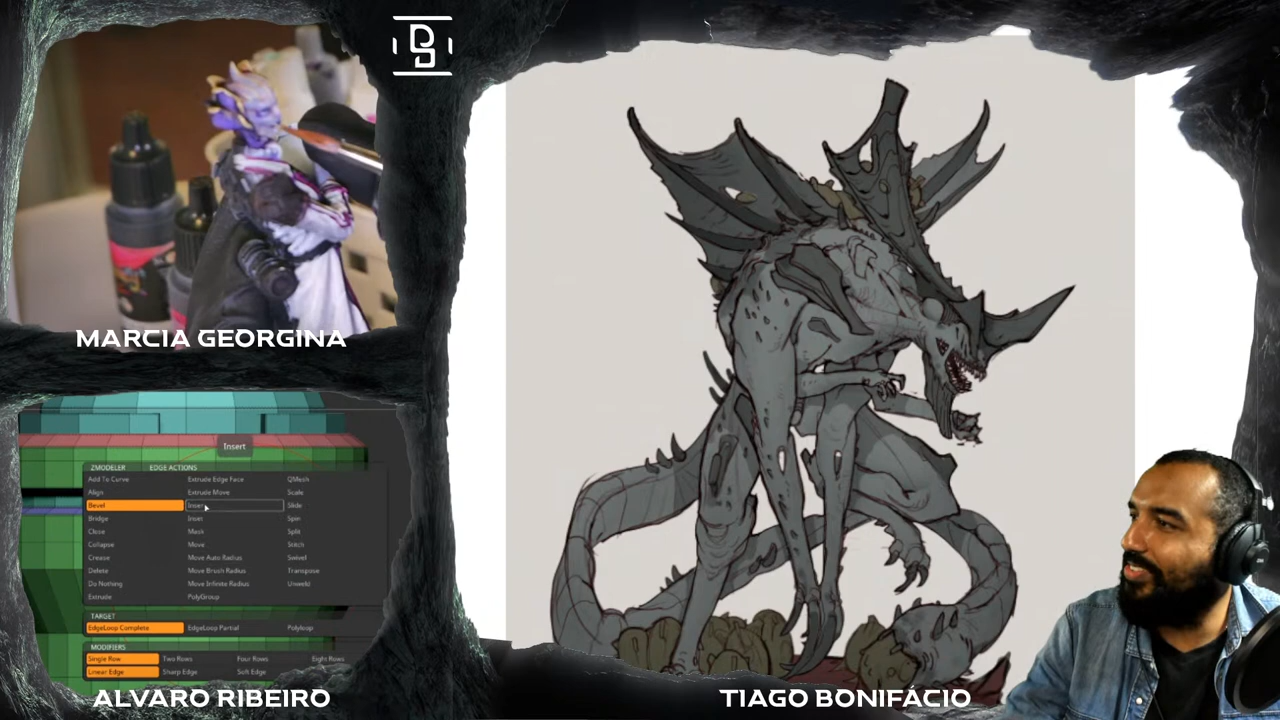 MARCIA GEORGINA
Insert
ZMODELER EDGE ACTIONS
Add To Curve Extrude Edge Face QMesh
Align Extrude Move Scale
Bevel Insert Slide
Bridge Inset Spin
Close Mask Split
Collapse Move Stitch
Crease Move Auto Radius Swivel
Delete Move Brush Radius Transpose
Do Nothing Move Infinite Radius Unweld
Extrude PolyGroup
TARGET
EdgeLoop Complete EdgeLoop Partial Polyloop
MODIFIERS
Single Row Two Rows Four Rows Eight Rows
Linear Edge Sharp Edge Soft Edge
ALVARO RIBEIRO
TIAGO BONIFÁCIO